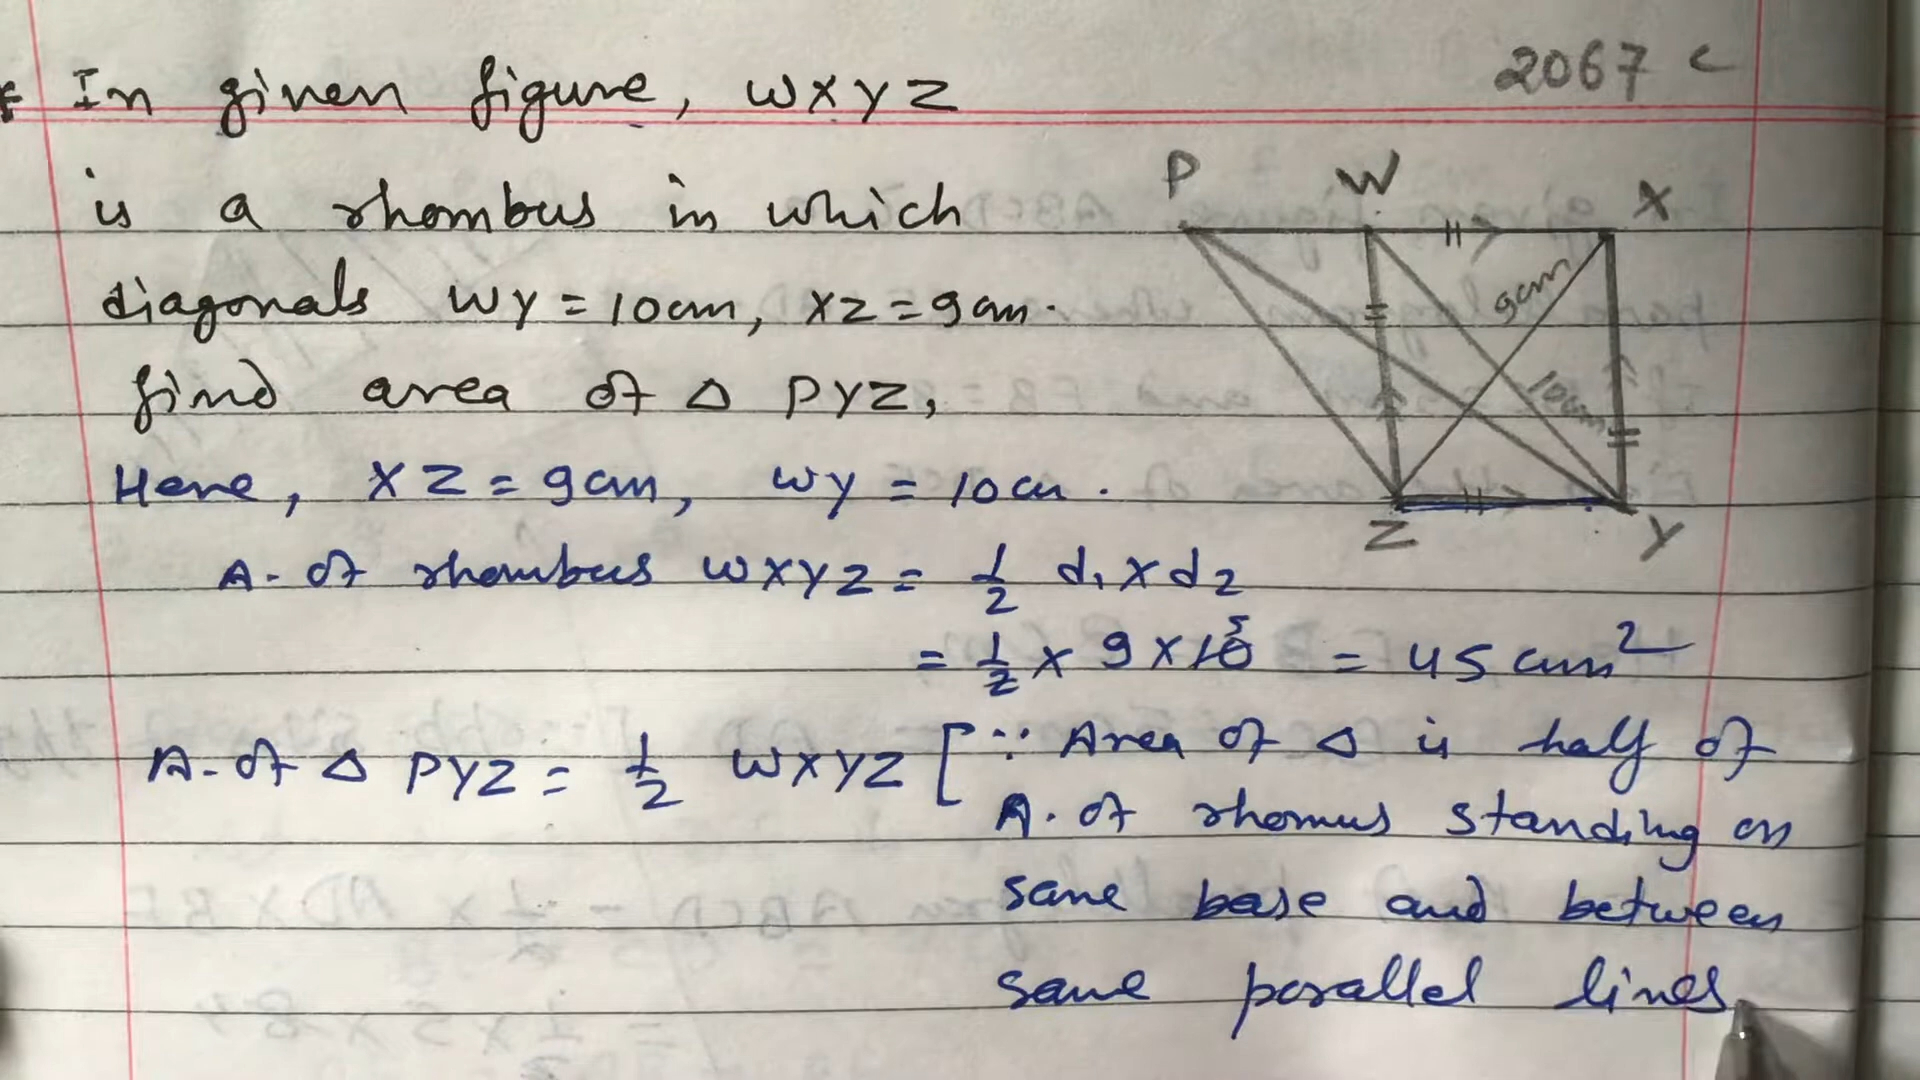 2067 C
* In given figure, WXYZ
is a rhombus in which
diagonals WY = 10cm, XZ = 9cm.
find area of △ PYZ,
P W X
9cm
10cm
Z Y
Here, XZ = 9cm, WY = 10cm.
A. of rhombus WXYZ = 1/2 d1 x d2
= 1/2 x 9 x 10 5 = 45 cm²
A. of △ PYZ = 1/2 WXYZ [∵ Area of △ is half of
A. of rhomus standing on
same base and between
same parallel lines